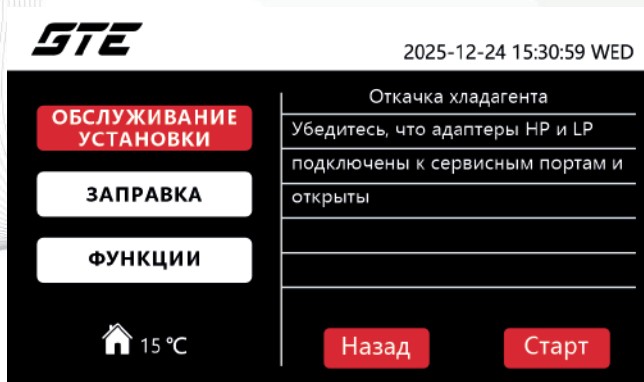 GTE
2025-12-24 15:30:59 WED
ОБСЛУЖИВАНИЕ
УСТАНОВКИ
ЗАПРАВКА
ФУНКЦИИ
15 ℃
Откачка хладагента
Убедитесь, что адаптеры HP и LP
подключены к сервисным портам и
открыты
Назад
Старт